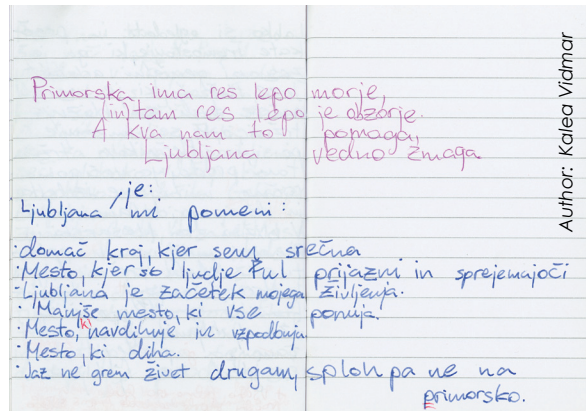 Primorska ima res lepo morje,
(in) tam res lepo je obzorje.
A kva nam to pomaga,
Ljubljana vedno zmaga
je:
Ljubljana / mi pomeni:
· domač kraj, kjer sem srečna
· Mesto, kjer so ljudje ful prijazni in sprejemajoči
· Ljubljana je začetek mojega življenja.
· Manjše mesto, ki vse ponuja.
· Mesto, ki navdihuje in vzpodbuja
· Mesto, ki diha.
· Jaz ne grem živet drugam, sploh pa ne na
primorsko.
Author: Kalea Vidmar